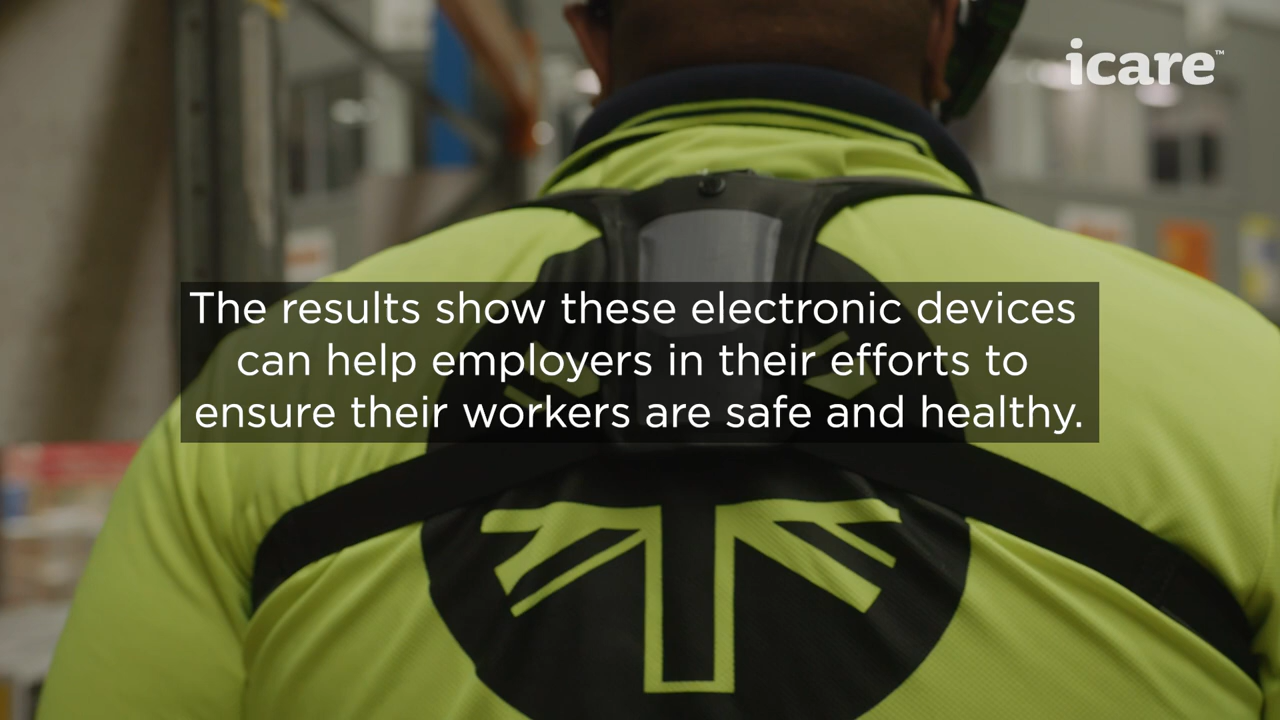 icare™
The results show these electronic devices
can help employers in their efforts to
ensure their workers are safe and healthy.